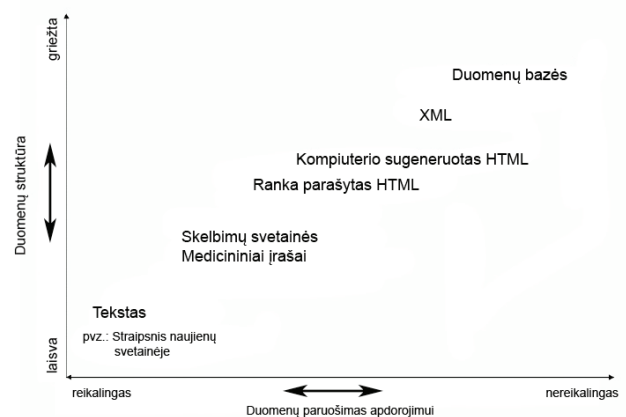 griežta
Duomenų bazės
XML
Kompiuterio sugeneruotas HTML
Ranka parašytas HTML
Duomenų struktūra
Skelbimų svetainės
Medicininiai įrašai
Tekstas
pvz.: Straipsnis naujienų
svetainėje
laisva
reikalingas
nereikalingas
Duomenų paruošimas apdorojimui